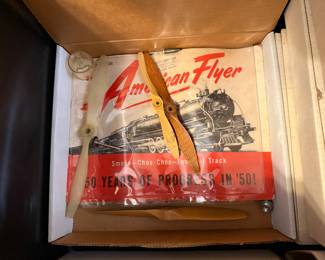 American Flyer
Smoke-Choo-Choo- Track
50 YEARS OF PROGRESS IN '50!